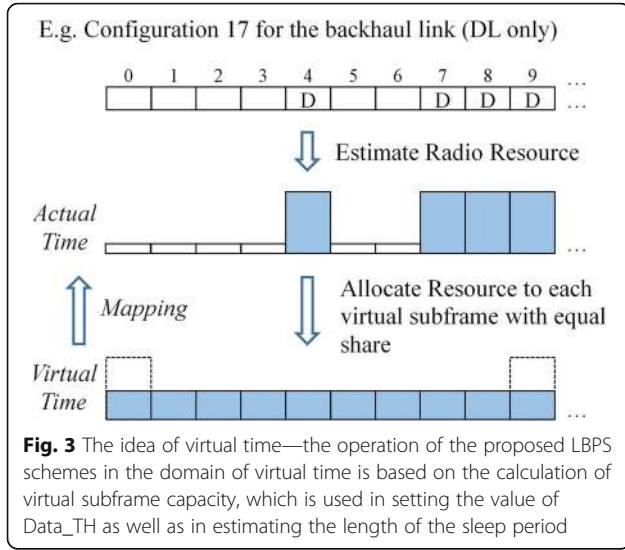 E.g. Configuration 17 for the backhaul link (DL only)
0 1 2 3 4 5 6 7 8 9 ...
D D D D ...
Estimate Radio Resource
Actual
Time
...
Mapping
Allocate Resource to each
virtual subframe with equal
share
Virtual
Time
...
Fig. 3 The idea of virtual time—the operation of the proposed LBPS
schemes in the domain of virtual time is based on the calculation of
virtual subframe capacity, which is used in setting the value of
Data_TH as well as in estimating the length of the sleep period